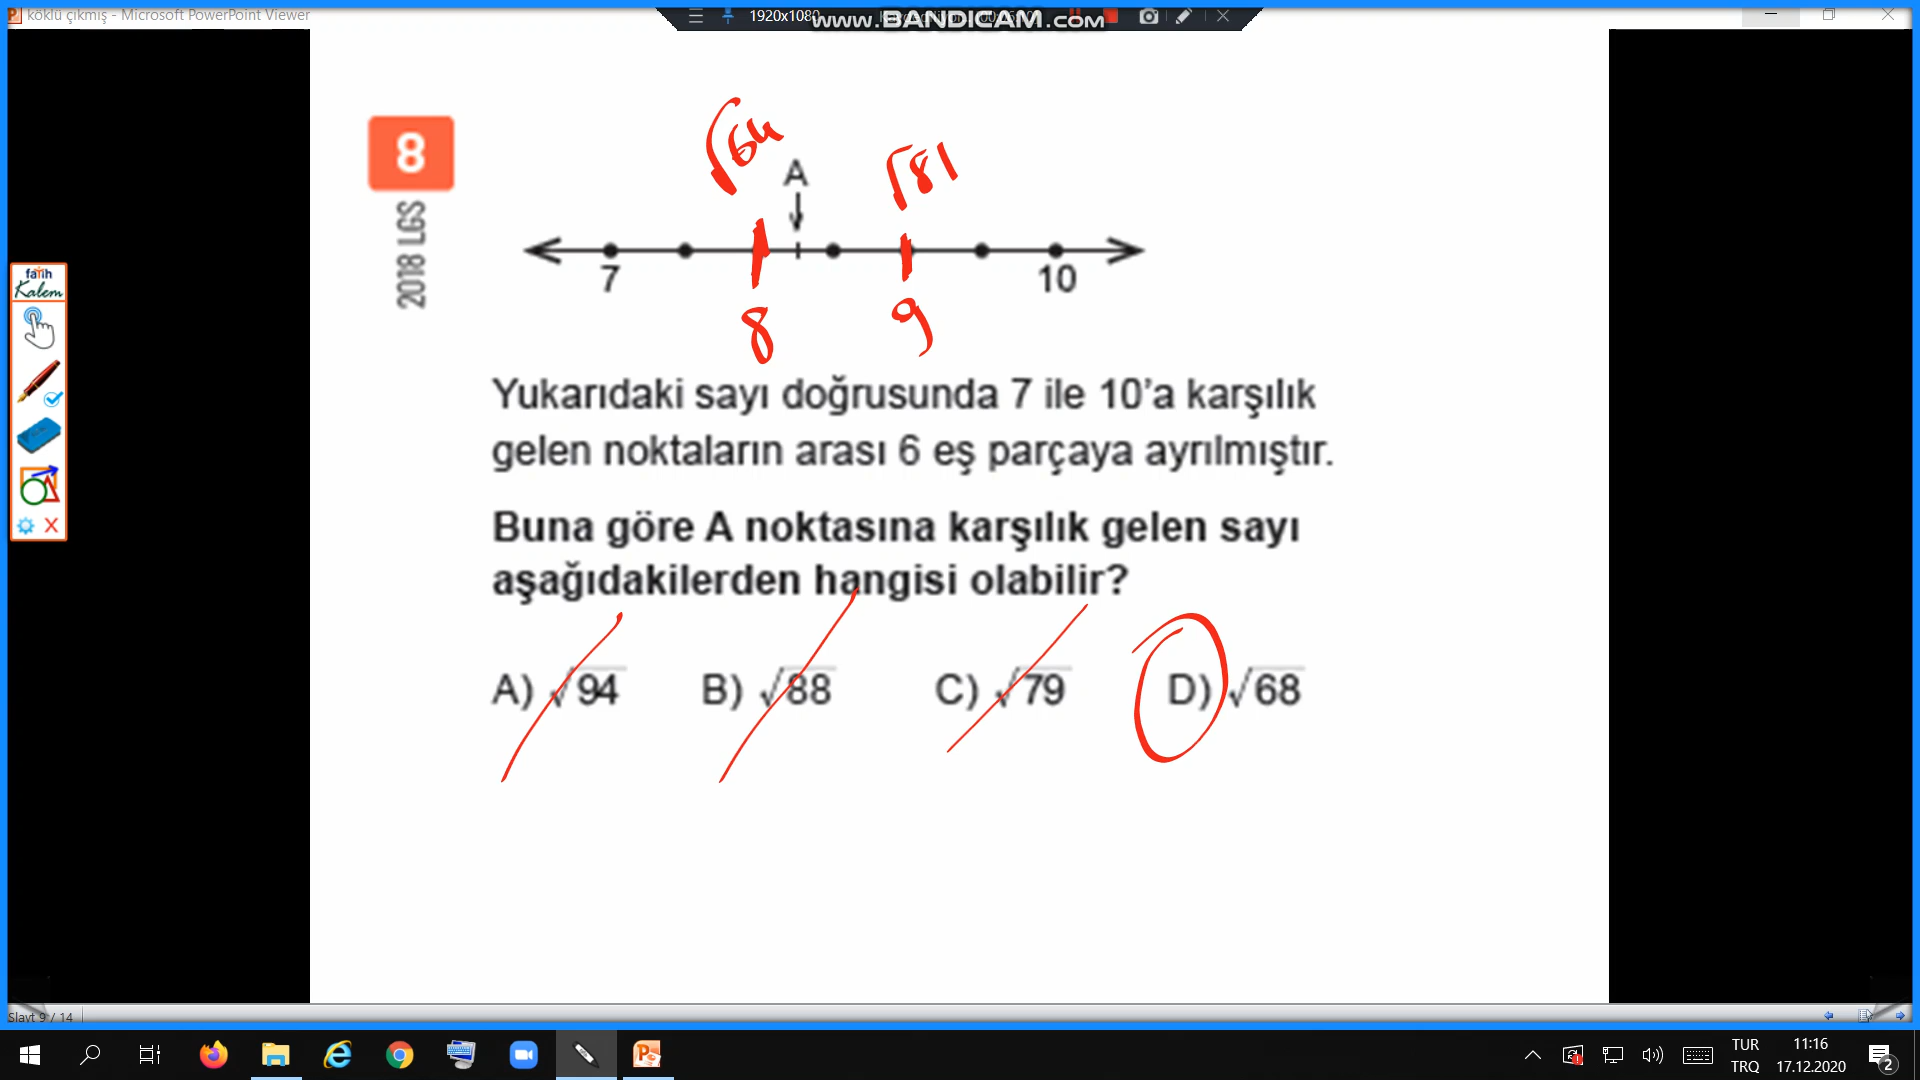 köklü çıkmış - Microsoft PowerPoint Viewer
1920x1080
www.BANDICAM.com
8
2018 LGS
√64
A
√81
7
10
8
9
fatih
Kalem
Yukarıdaki sayı doğrusunda 7 ile 10'a karşılık
gelen noktaların arası 6 eş parçaya ayrılmıştır.
Buna göre A noktasına karşılık gelen sayı
aşağıdakilerden hangisi olabilir?
A) √94 B) √88 C) √79 D) √68
Slayt 9 / 14
TUR
TRQ
11:16
17.12.2020
2